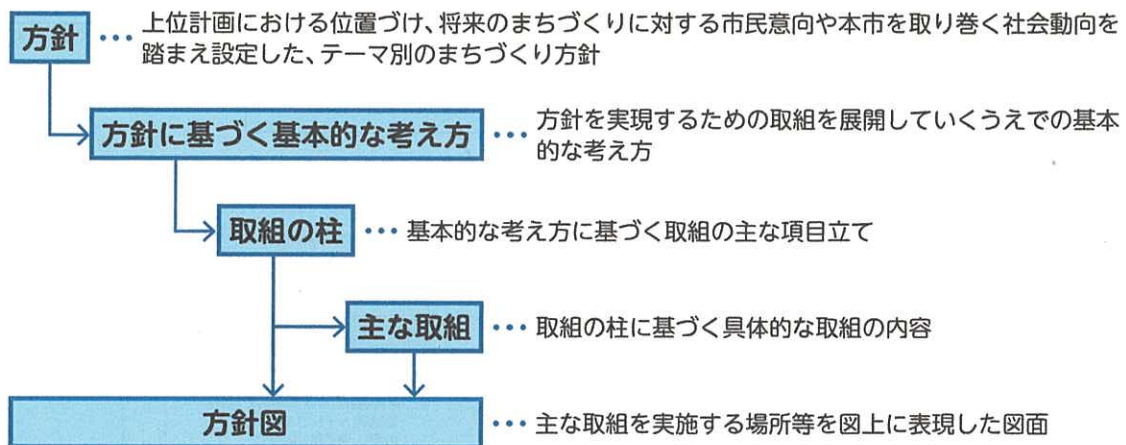 方針 ••• 上位計画における位置づけ、将来のまちづくりに対する市民意向や本市を取り巻く社会動向を
踏まえ設定した、テーマ別のまちづくり方針
方針に基づく基本的な考え方 ••• 方針を実現するための取組を展開していくうえでの基本
的な考え方
取組の柱 ••• 基本的な考え方に基づく取組の主な項目立て
主な取組 ••• 取組の柱に基づく具体的な取組の内容
方針図 ••• 主な取組を実施する場所等を図上に表現した図面